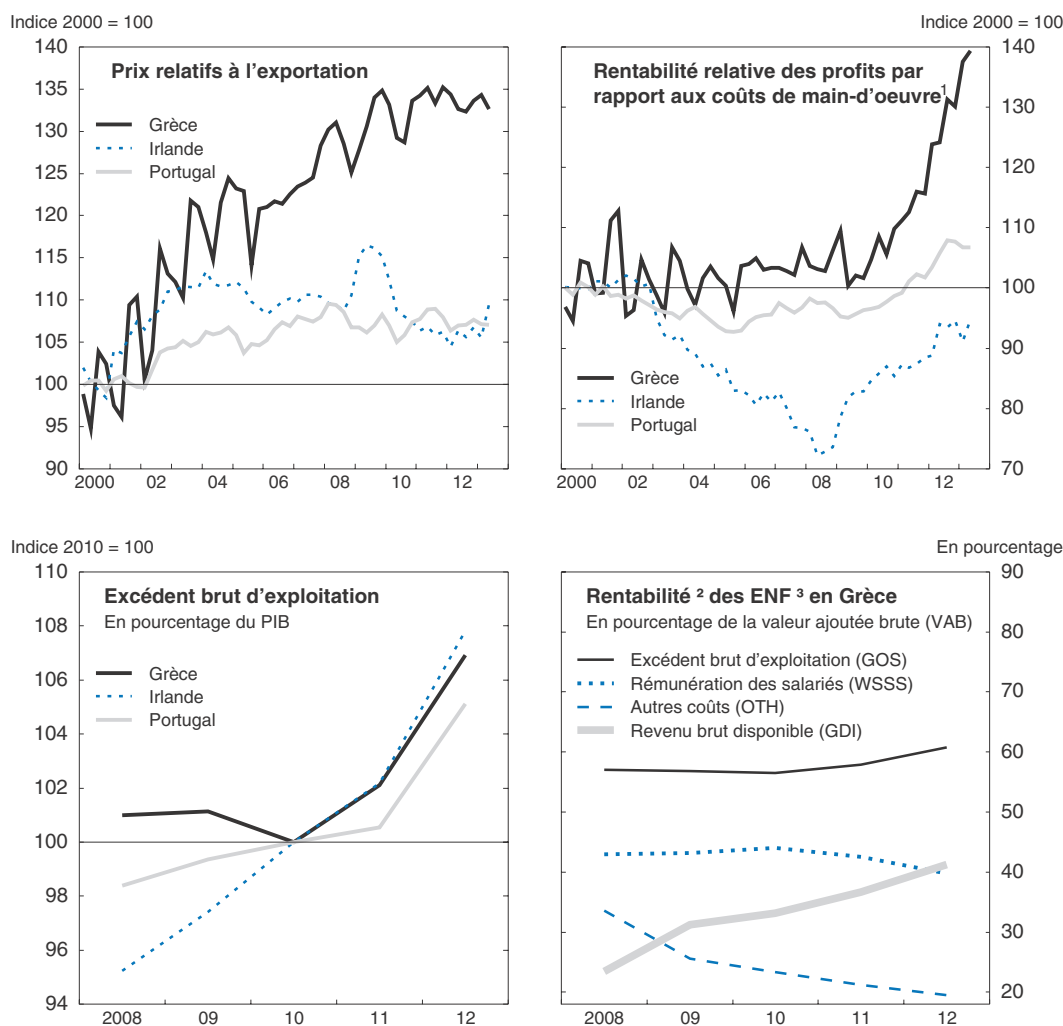 Indice 2000 = 100
140
135
130
125
120
115
110
105
100
95
90
Prix relatifs à l'exportation
Grèce
Irlande
Portugal
2000 02 04 06 08 10 12
Indice 2000 = 100
140
130
120
110
100
90
80
70
Rentabilité relative des profits par
rapport aux coûts de main-d'oeuvre¹
Grèce
Irlande
Portugal
2000 02 04 06 08 10 12
Indice 2010 = 100
110
108
106
104
102
100
98
96
94
Excédent brut d'exploitation
En pourcentage du PIB
Grèce
Irlande
Portugal
2008 09 10 11 12
En pourcentage
90
80
70
60
50
40
30
20
Rentabilité ² des ENF ³ en Grèce
En pourcentage de la valeur ajoutée brute (VAB)
Excédent brut d'exploitation (GOS)
Rémunération des salariés (WSSS)
Autres coûts (OTH)
Revenu brut disponible (GDI)
2008 09 10 11 12